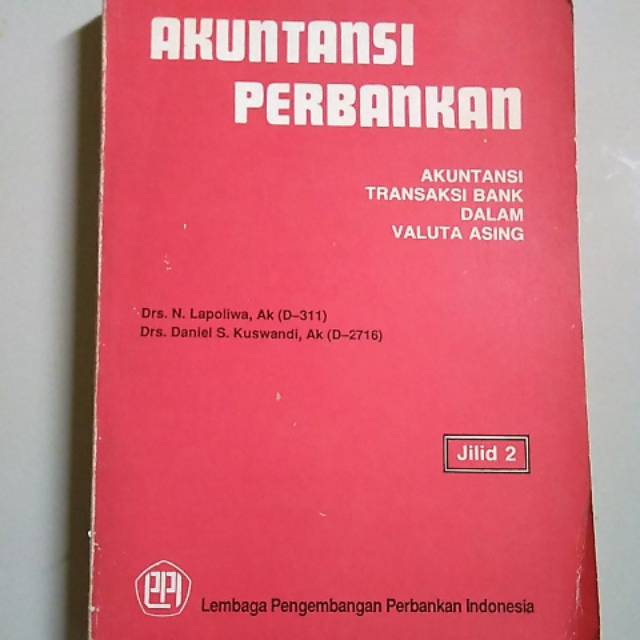 AKUNTANSI
PERBANKAN
AKUNTANSI
TRANSAKSI BANK
DALAM
VALUTA ASING
Drs. N. Lapoliwa, Ak (D–311)
Drs. Daniel S. Kuswandi, Ak (D–2716)
Jilid 2
LPPI
Lembaga Pengembangan Perbankan Indonesia